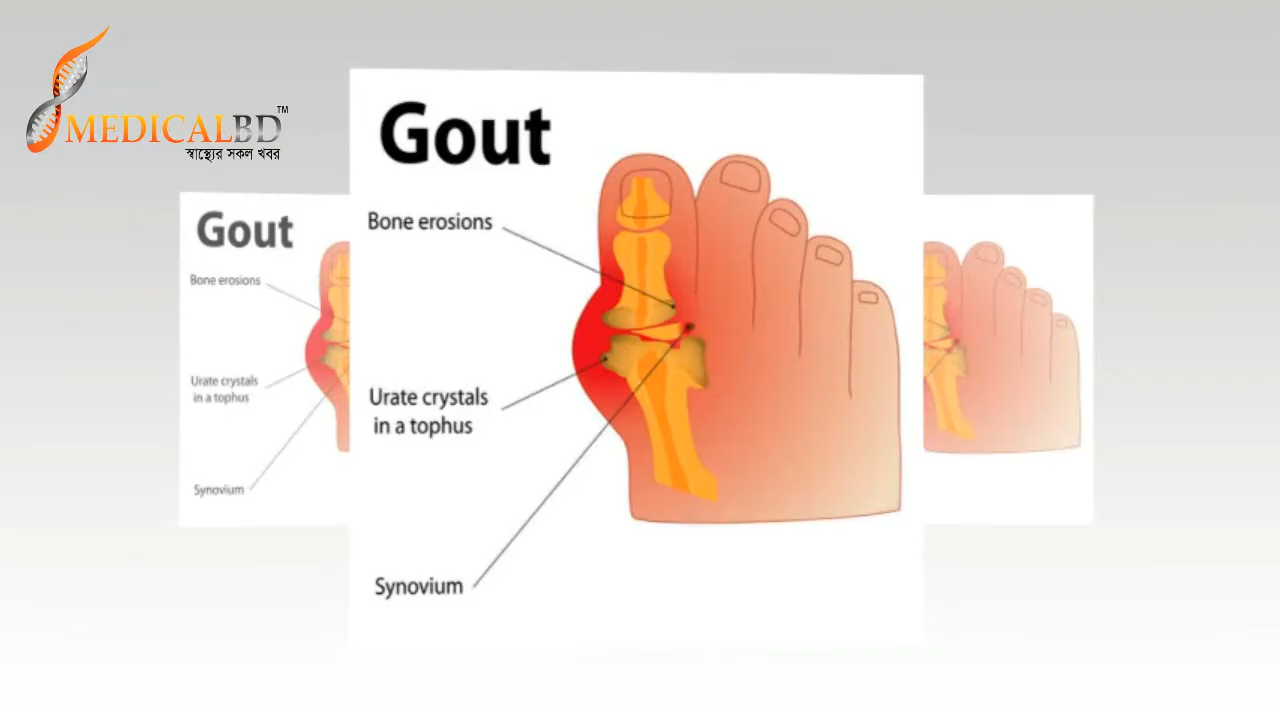 MEDICALBD™
স্বাস্থ্যের সকল খবর
Gout
Bone erosions
Urate crystals
in a tophus
Synovium
Gout
Bone erosions
Urate crystals
in a tophus
Synovium